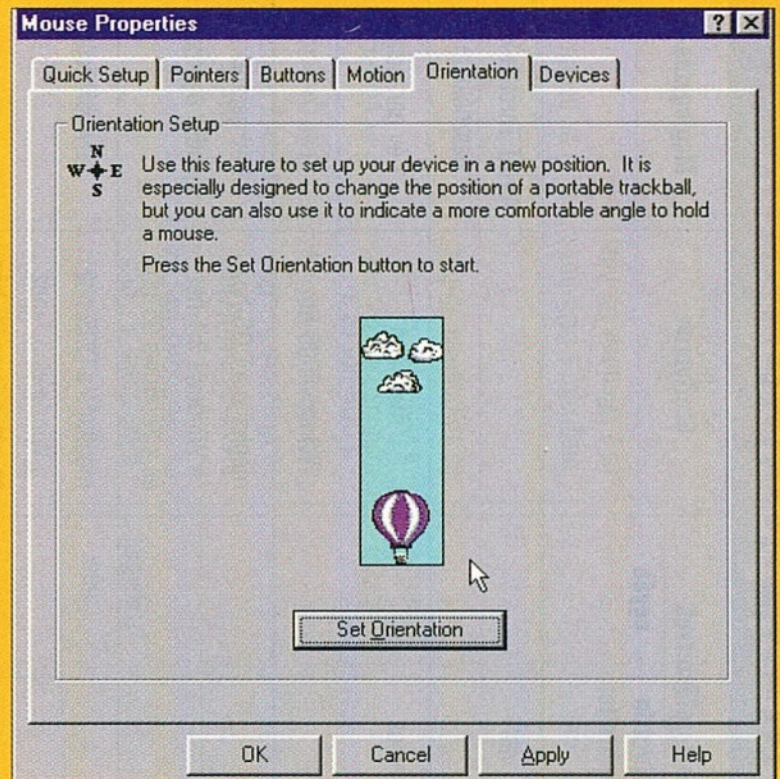 Mouse Properties
Quick Setup Pointers Buttons Motion Orientation Devices
Orientation Setup
N
W E
S
Use this feature to set up your device in a new position. It is
especially designed to change the position of a portable trackball,
but you can also use it to indicate a more comfortable angle to hold
a mouse.
Press the Set Orientation button to start.
Set Orientation
OK Cancel Apply Help